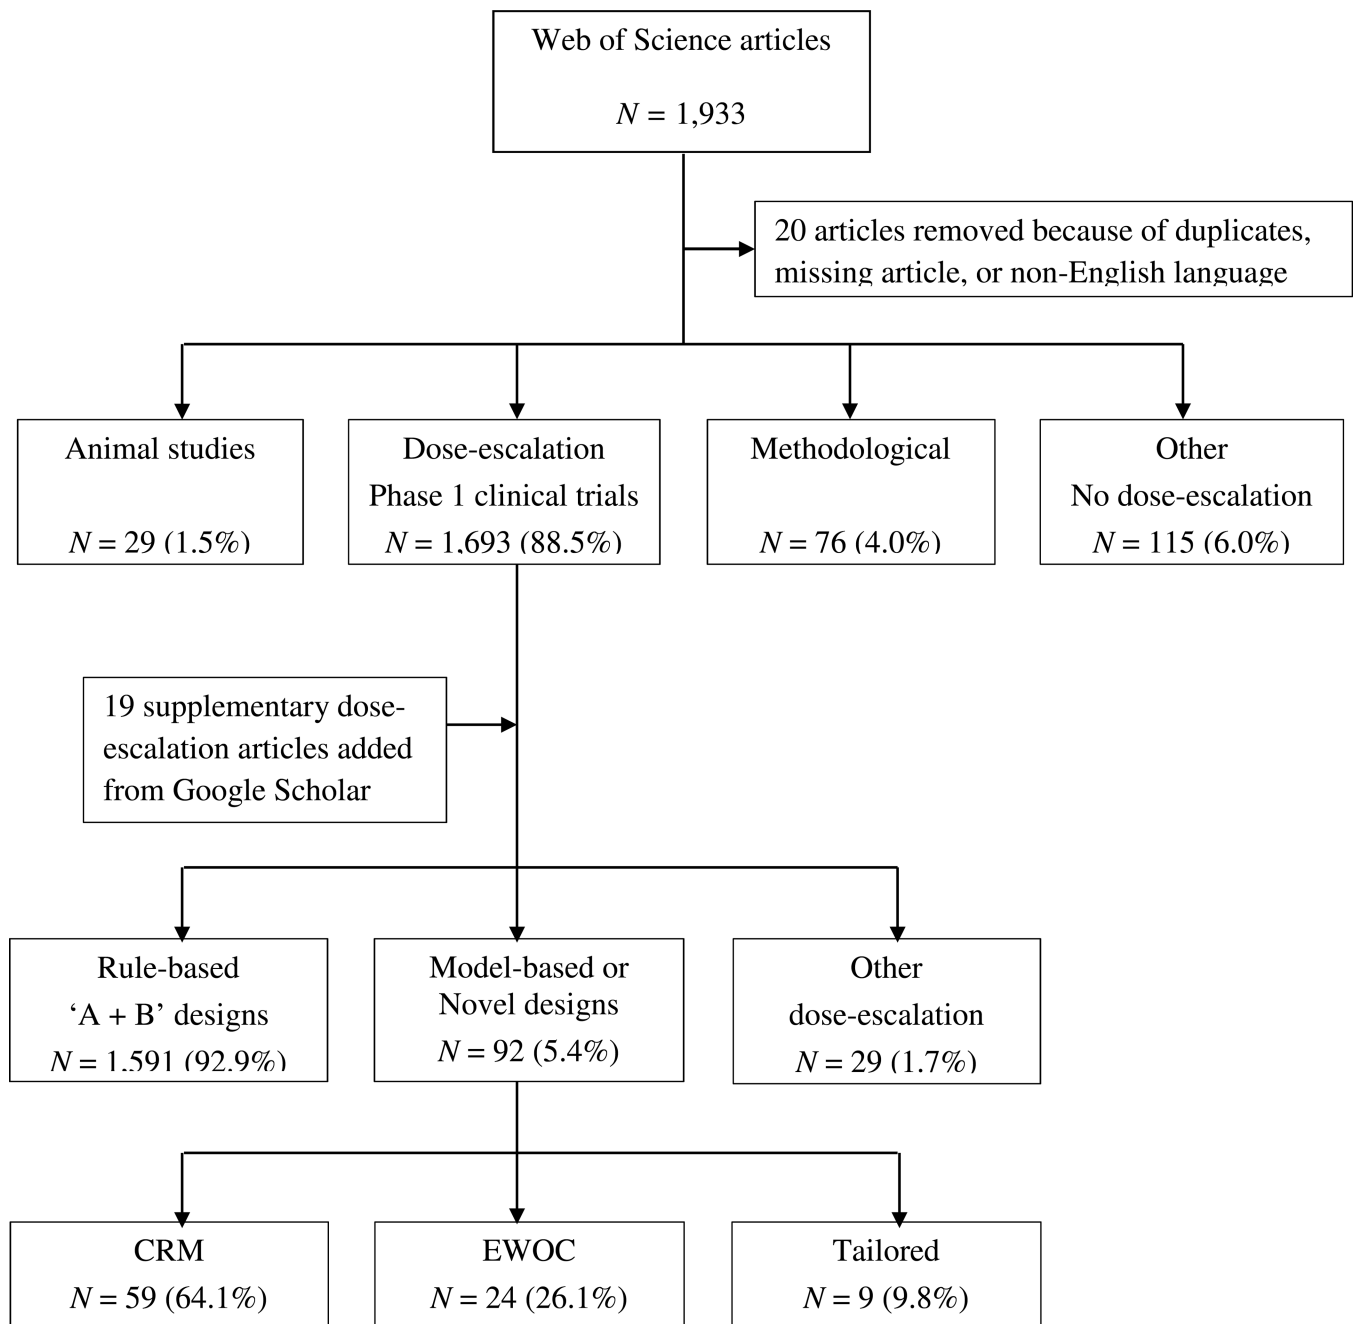 Web of Science articles
N = 1,933
20 articles removed because of duplicates,
missing article, or non-English language
Animal studies
N = 29 (1.5%)
Dose-escalation
Phase 1 clinical trials
N = 1,693 (88.5%)
Methodological
N = 76 (4.0%)
Other
No dose-escalation
N = 115 (6.0%)
19 supplementary dose-
escalation articles added
from Google Scholar
Rule-based
‘A + B’ designs
N = 1,591 (92.9%)
Model-based or
Novel designs
N = 92 (5.4%)
Other
dose-escalation
N = 29 (1.7%)
CRM
N = 59 (64.1%)
EWOC
N = 24 (26.1%)
Tailored
N = 9 (9.8%)